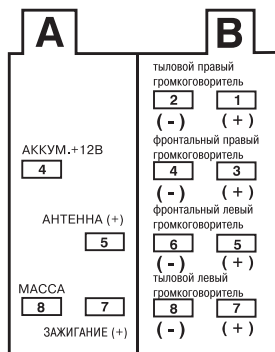 A
АККУМ.+12В
4
АНТЕННА (+)
5
МАССА
8 7
ЗАЖИГАНИЕ (+)
B
тыловой правый
громкоговоритель
2 1
(-) (+)
фронтальный правый
громкоговоритель
4 3
(-) (+)
фронтальный левый
громкоговоритель
6 5
(-) (+)
тыловой левый
громкоговоритель
8 7
(-) (+)